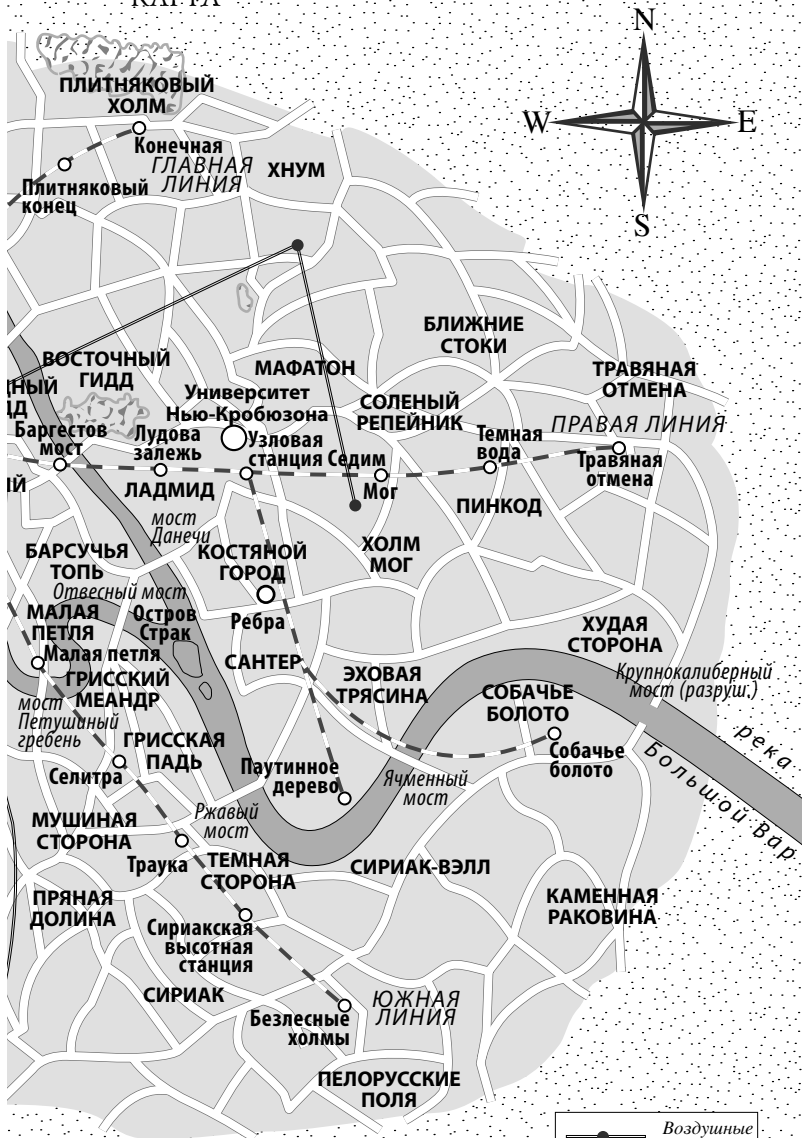 КАРТА
N
W
E
S
ПЛИТНЯКОВЫЙ
ХОЛМ
Конечная
ГЛАВНАЯ
ЛИНИЯ
ХНУМ
Плитняковый
конец
БЛИЖНИЕ
СТОКИ
ВОСТОЧНЫЙ
ГИДД
МАФАТОН
ТРАВЯНАЯ
ОТМЕНА
ДНЫЙ
ДД
Университет
Нью-Кробюзона
СОЛЕНЫЙ
РЕПЕЙНИК
ПРАВАЯ ЛИНИЯ
Баргестов
мост
Лудова
залежь
Узловая
станция Седим
Темная
вода
Травяная
отмена
ИЙ
ЛАДМИД
Мог
ПИНКОД
мост
Данечи
БАРСУЧЬЯ
ТОПЬ
КОСТЯНОЙ
ГОРОД
ХОЛМ
МОГ
Отвесный мост
МАЛАЯ
ПЕТЛЯ
Остров
Страк
Ребра
ХУДАЯ
СТОРОНА
Малая петля
САНТЕР
ЭХОВАЯ
ТРЯСИНА
Крупнокалиберный
мост (разруш.)
ГРИССКИЙ
МЕАНДР
СОБАЧЬЕ
БОЛОТО
мост
Петушиный
гребень
река
Большой Вар
ГРИССКАЯ
ПАДЬ
Собачье
болото
Селитра
Паутинное
дерево
Ячменный
мост
Ржавый
мост
МУШИНАЯ
СТОРОНА
Траука
ТЕМНАЯ
СТОРОНА
СИРИАК-ВЭЛЛ
ПРЯНАЯ
ДОЛИНА
КАМЕННАЯ
РАКОВИНА
Сириакская
высотная
станция
СИРИАК
ЮЖНАЯ
ЛИНИЯ
Безлесные
холмы
ПЕЛОРУССКИЕ
ПОЛЯ
Воздушные